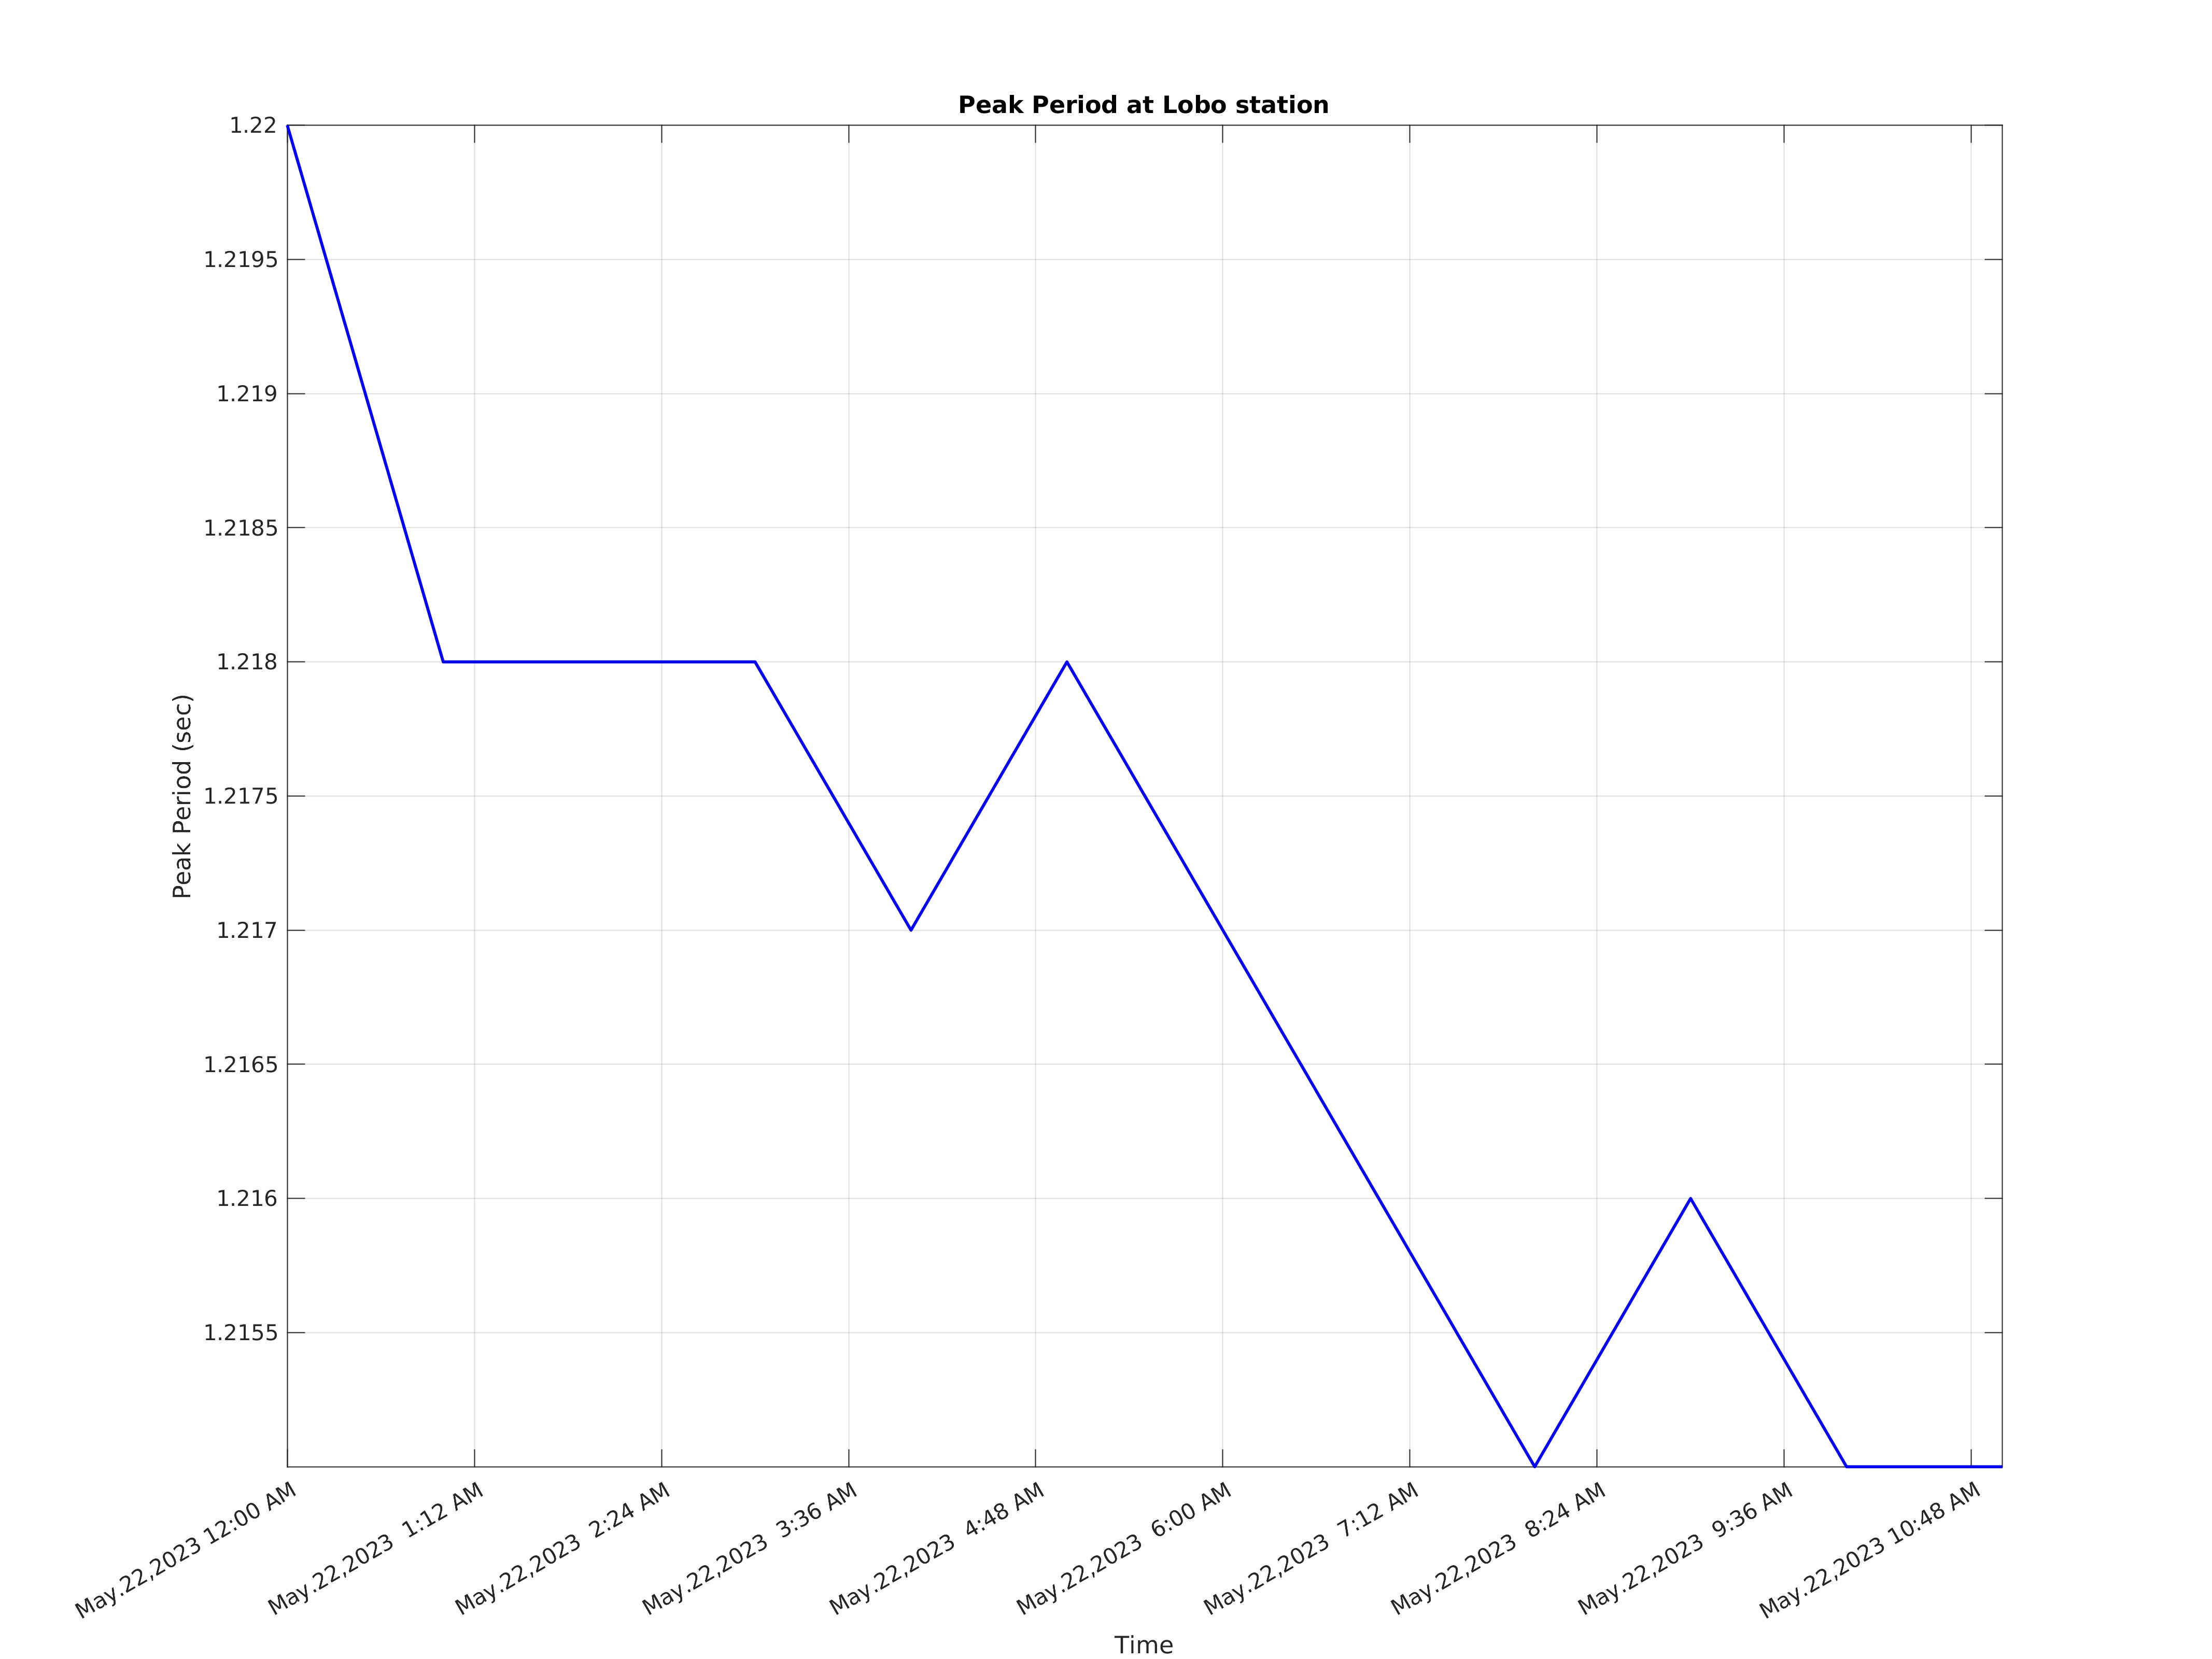 Peak Period at Lobo station
1.22
1.2195
1.219
1.2185
1.218
1.2175
1.217
1.2165
1.216
1.2155
Peak Period (sec)
May.22,2023 12:00 AM
May.22,2023  1:12 AM
May.22,2023  2:24 AM
May.22,2023  3:36 AM
May.22,2023  4:48 AM
May.22,2023  6:00 AM
May.22,2023  7:12 AM
May.22,2023  8:24 AM
May.22,2023  9:36 AM
May.22,2023 10:48 AM
Time